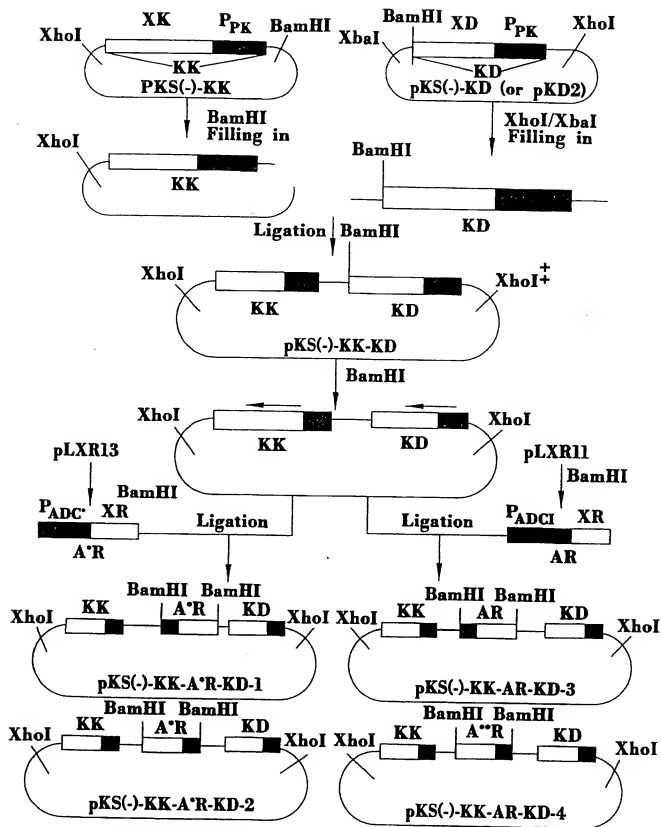 XK P_PK
XhoI BamHI
KK
PKS(-)-KK
BamHI XD P_PK XhoI
XbaI
KD
pKS(-)-KD (or pKD2)
BamHI
Filling in
XhoI/XbaI
Filling in
XhoI
KK
BamHI
KD
Ligation
BamHI
XhoI XhoI
KK KD
pKS(-)-KK-KD
BamHI
XhoI XhoI
KK KD
pLXR13
BamHI
P_ADC* XR
A*R
Ligation
pLXR11
BamHI
P_ADCI XR
AR
Ligation
BamHI BamHI
KK A*R KD
XhoI XhoI
pKS(-)-KK-A*R-KD-1
BamHI BamHI
KK AR KD
XhoI XhoI
pKS(-)-KK-AR-KD-3
BamHI BamHI
KK A*R KD
XhoI XhoI
pKS(-)-KK-A*R-KD-2
BamHI BamHI
KK A**R KD
XhoI XhoI
pKS(-)-KK-AR-KD-4